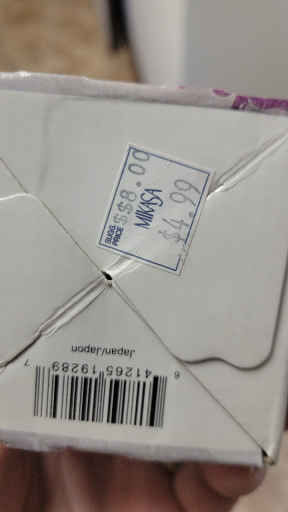 SUGG. PRICE $$8.00
MIKASA
$4.99
Japan/Japon
6 41265 19289 7